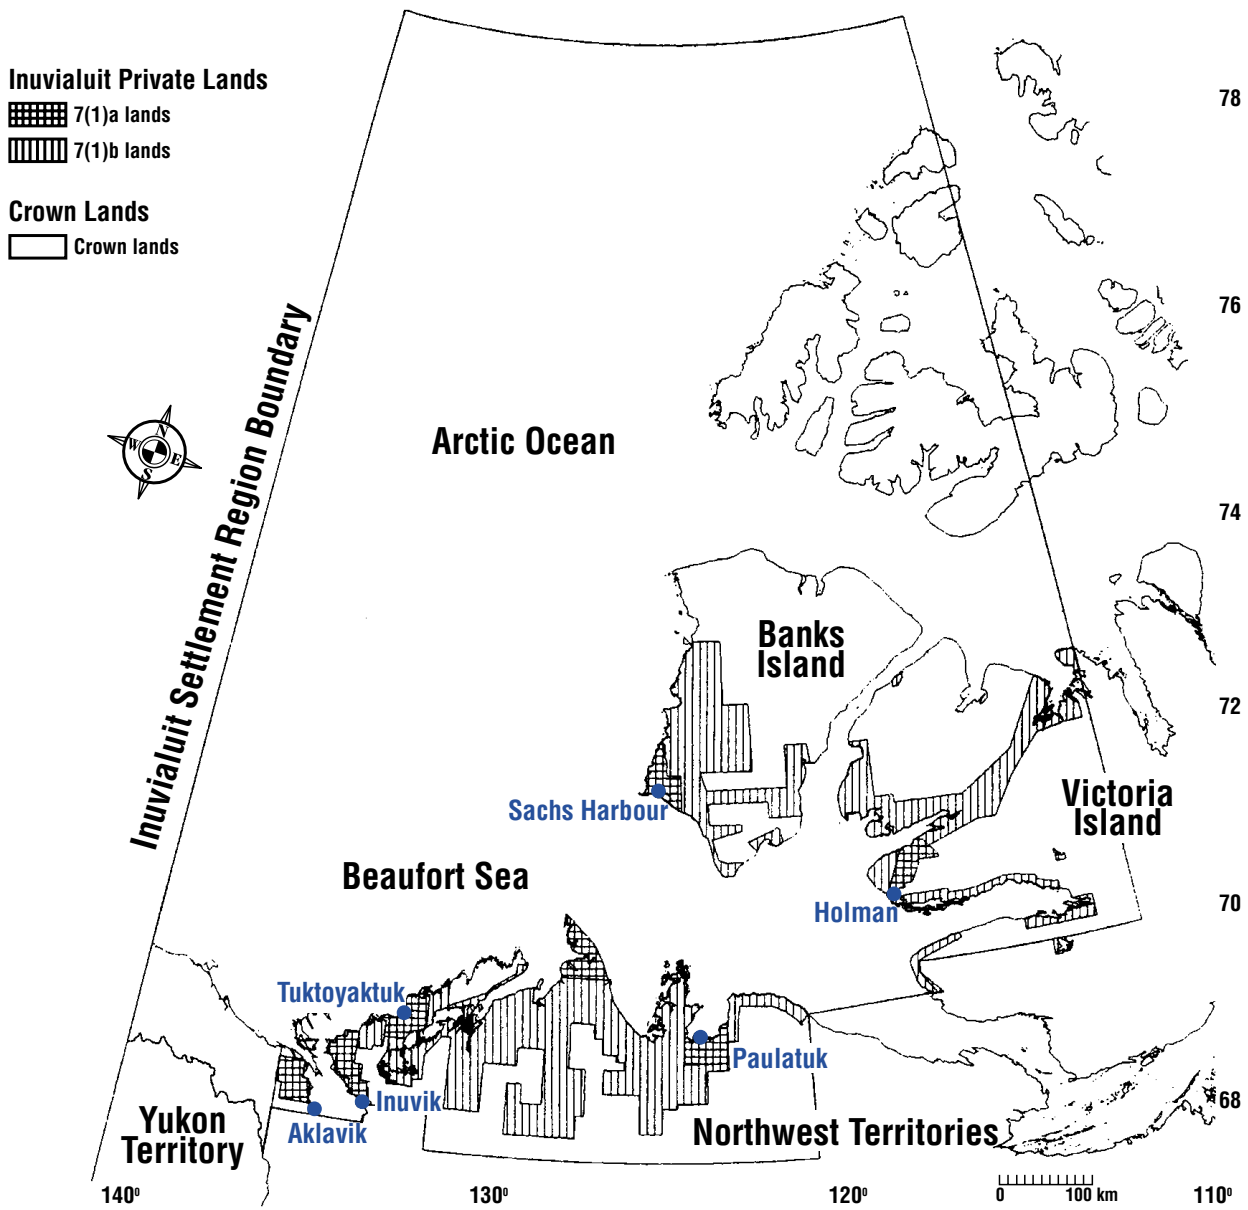 Inuvialuit Private Lands
7(1)a lands
7(1)b lands
Crown Lands
Crown lands
78
76
74
72
70
68
Inuvialuit Settlement Region Boundary
N
W
E
S
Arctic Ocean
Banks
Island
Sachs Harbour
Victoria
Island
Beaufort Sea
Holman
Tuktoyaktuk
Paulatuk
Inuvik
Aklavik
Yukon
Territory
Northwest Territories
0 100 km
140⁰
130⁰
120⁰
110⁰